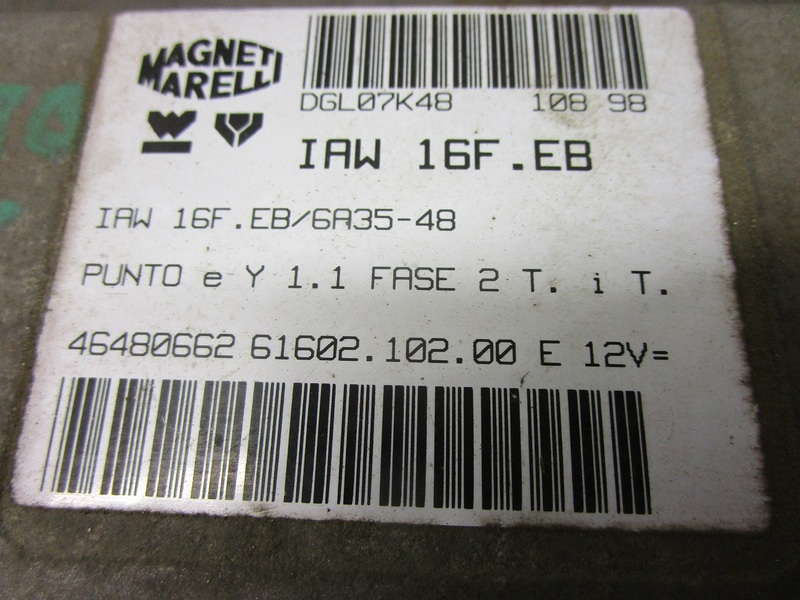 MAGNETI
MARELLI
DGL07K48 108 98
IAW 16F.EB
IAW 16F.EB/6A35-48
PUNTO e Y 1.1 FASE 2 T. i T.
46480662 61602.102.00 E 12V=